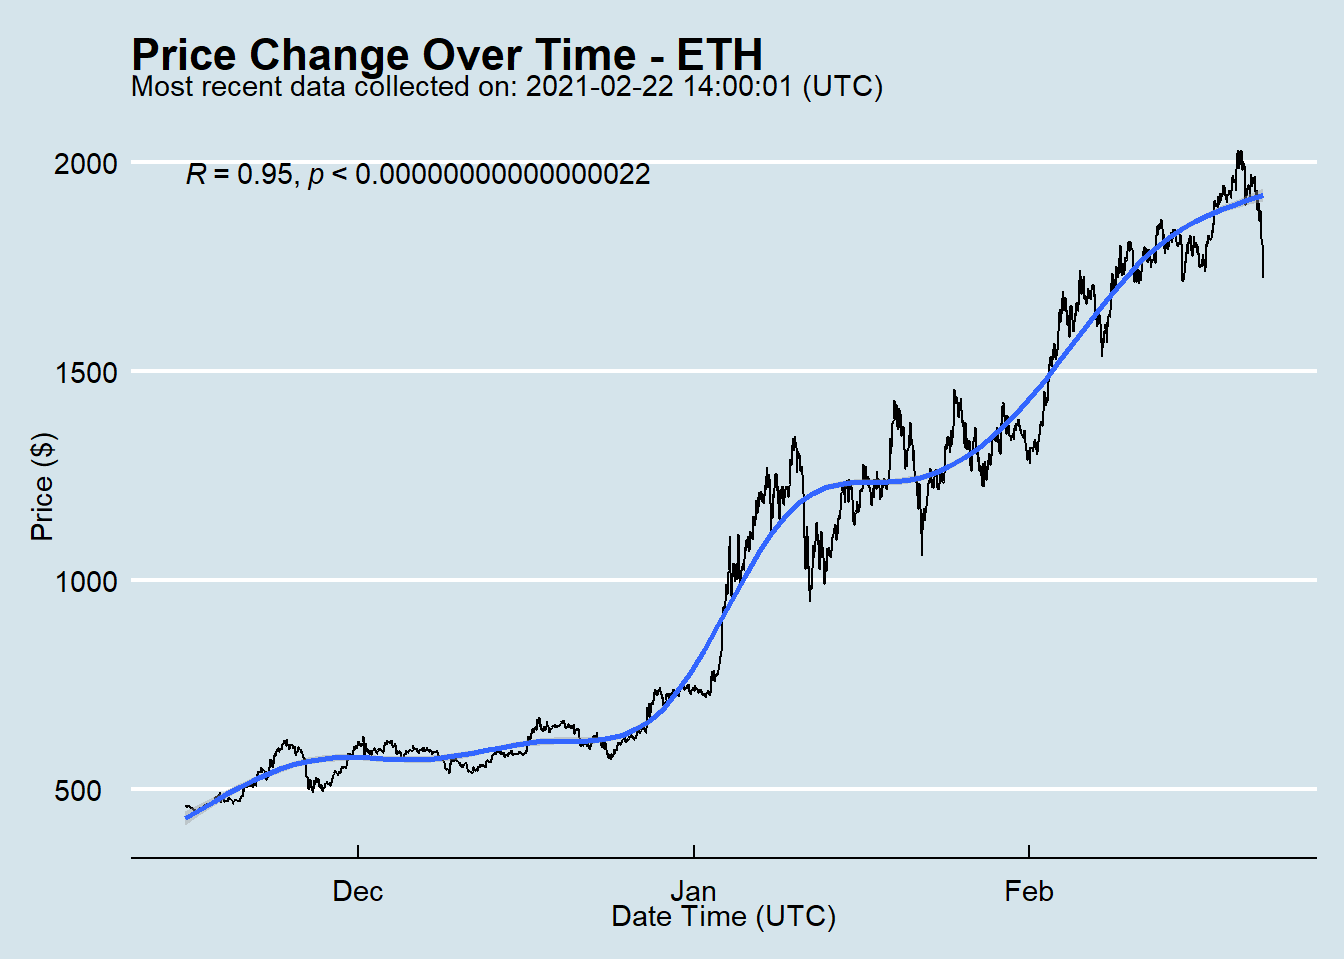 Price Change Over Time - ETH
Most recent data collected on: 2021-02-22 14:00:01 (UTC)
R = 0.95, p < 0.00000000000000022
2000
1500
1000
500
Price ($)
Dec Jan Feb
Date Time (UTC)